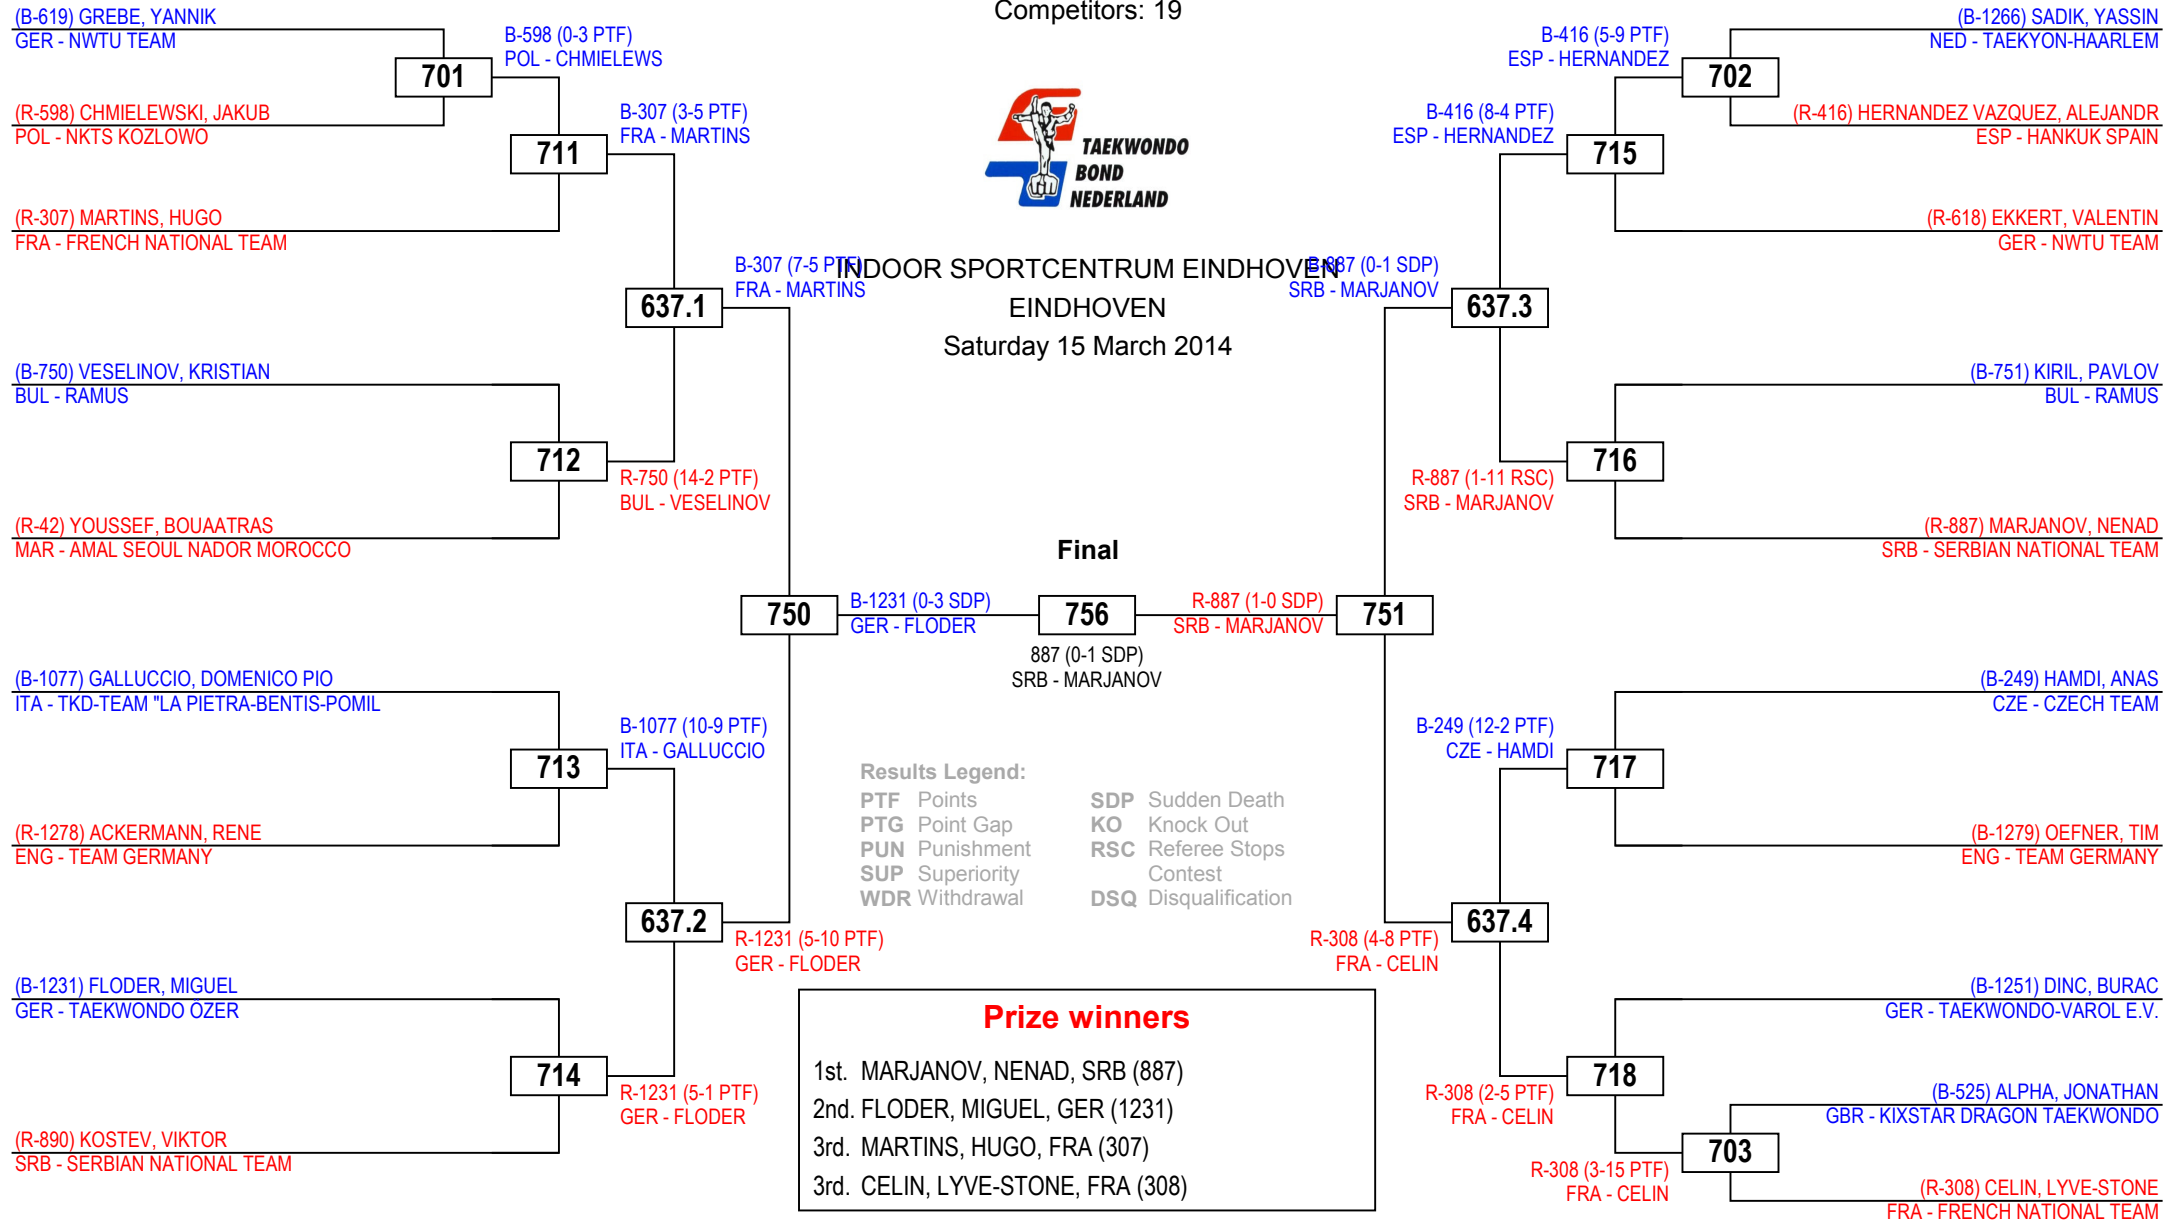 Competitors: 19
(B-619) GREBE, YANNIK
GER - NWTU TEAM
701
B-598 (0-3 PTF)
POL - CHMIELEWS
(R-598) CHMIELEWSKI, JAKUB
POL - NKTS KOZLOWO
711
B-307 (3-5 PTF)
FRA - MARTINS
(R-307) MARTINS, HUGO
FRA - FRENCH NATIONAL TEAM
637.1
B-307 (7-5 PTF)
FRA - MARTINS
(B-750) VESELINOV, KRISTIAN
BUL - RAMUS
712
R-750 (14-2 PTF)
BUL - VESELINOV
(R-42) YOUSSEF, BOUAATRAS
MAR - AMAL SEOUL NADOR MOROCCO
750
B-1231 (0-3 SDP)
GER - FLODER
(B-1077) GALLUCCIO, DOMENICO PIO
ITA - TKD-TEAM "LA PIETRA-BENTIS-POMIL
713
B-1077 (10-9 PTF)
ITA - GALLUCCIO
(R-1278) ACKERMANN, RENE
ENG - TEAM GERMANY
637.2
R-1231 (5-10 PTF)
GER - FLODER
(B-1231) FLODER, MIGUEL
GER - TAEKWONDO ÖZER
714
R-1231 (5-1 PTF)
GER - FLODER
(R-890) KOSTEV, VIKTOR
SRB - SERBIAN NATIONAL TEAM
TAEKWONDO
BOND
NEDERLAND
INDOOR SPORTCENTRUM EINDHOVEN
EINDHOVEN
Saturday 15 March 2014
Final
756
887 (0-1 SDP)
SRB - MARJANOV
Results Legend:
PTF Points
PTG Point Gap
PUN Punishment
SUP Superiority
WDR Withdrawal
SDP Sudden Death
KO Knock Out
RSC Referee Stops
Contest
DSQ Disqualification
Prize winners
1st. MARJANOV, NENAD, SRB (887)
2nd. FLODER, MIGUEL, GER (1231)
3rd. MARTINS, HUGO, FRA (307)
3rd. CELIN, LYVE-STONE, FRA (308)
(B-1266) SADIK, YASSIN
NED - TAEKYON-HAARLEM
702
B-416 (5-9 PTF)
ESP - HERNANDEZ
(R-416) HERNANDEZ VAZQUEZ, ALEJANDR
ESP - HANKUK SPAIN
715
B-416 (8-4 PTF)
ESP - HERNANDEZ
(R-618) EKKERT, VALENTIN
GER - NWTU TEAM
637.3
B-887 (0-1 SDP)
SRB - MARJANOV
(B-751) KIRIL, PAVLOV
BUL - RAMUS
716
R-887 (1-11 RSC)
SRB - MARJANOV
(R-887) MARJANOV, NENAD
SRB - SERBIAN NATIONAL TEAM
751
R-887 (1-0 SDP)
SRB - MARJANOV
(B-249) HAMDI, ANAS
CZE - CZECH TEAM
717
B-249 (12-2 PTF)
CZE - HAMDI
(B-1279) OEFNER, TIM
ENG - TEAM GERMANY
637.4
R-308 (4-8 PTF)
FRA - CELIN
(B-1251) DINC, BURAC
GER - TAEKWONDO-VAROL E.V.
718
R-308 (2-5 PTF)
FRA - CELIN
(B-525) ALPHA, JONATHAN
GBR - KIXSTAR DRAGON TAEKWONDO
703
R-308 (3-15 PTF)
FRA - CELIN
(R-308) CELIN, LYVE-STONE
FRA - FRENCH NATIONAL TEAM